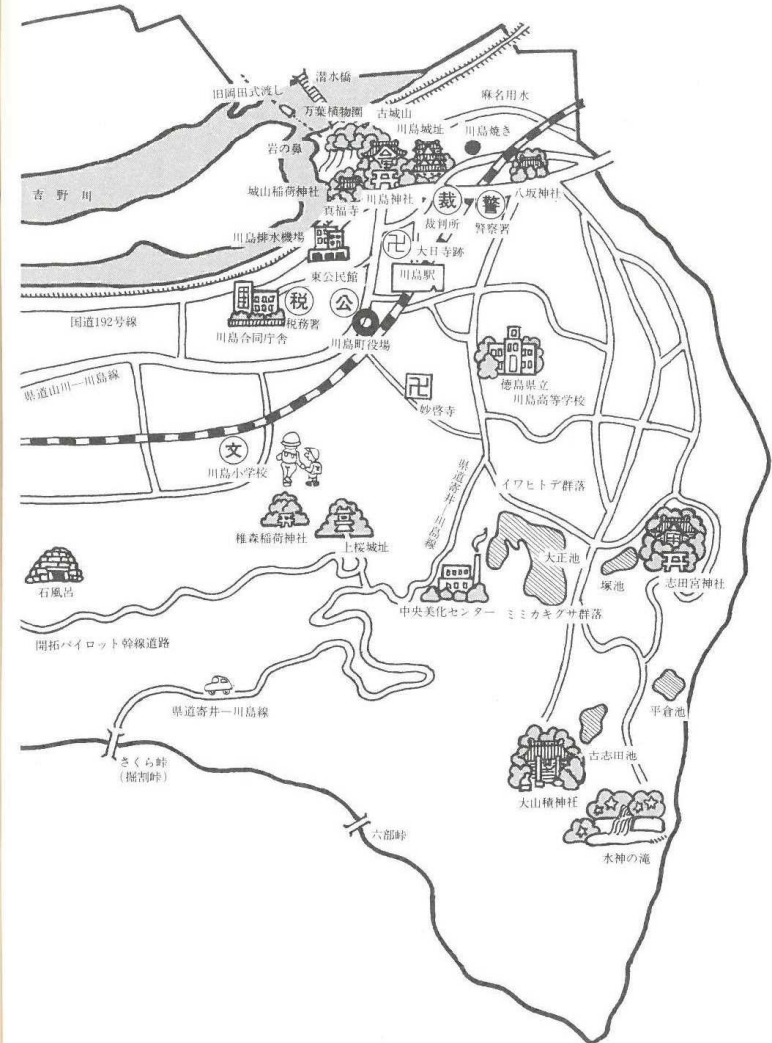 潜水橋
旧岡田式渡し
麻名用水
万葉植物園
古城山
川島城址
川島焼き
岩の鼻
吉野川
城山稲荷神社
川島神社
裁
警
八坂神社
真福寺
裁判所
警察署
川島排水機場
卍
大日寺跡
東公民館
川島駅
税
公
国道192号線
税務署
川島合同庁舎
川島町役場
徳島県立
川島高等学校
県道山川―川島線
卍
妙啓寺
文
川島小学校
県道寄井―川島線
イワヒトデ群落
椎森稲荷神社
上桜城址
大正池
塚池
志田宮神社
石風呂
中央美化センター
ミミカキグサ群落
開拓パイロット幹線道路
県道寄井―川島線
平倉池
さくら峠
(掘割峠)
古志田池
大山積神社
六部峠
水神の滝